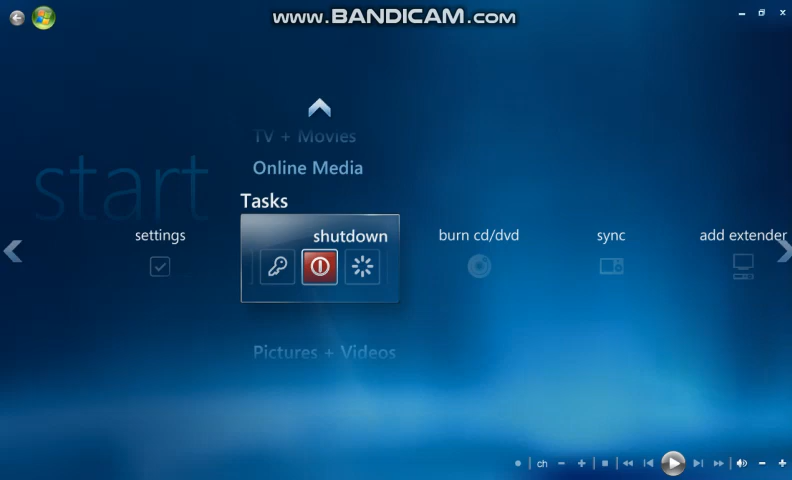 www.BANDICAM.com
TV + Movies
Online Media
start
Tasks
settings
shutdown
burn cd/dvd
sync
add extender
Pictures + Videos
ch